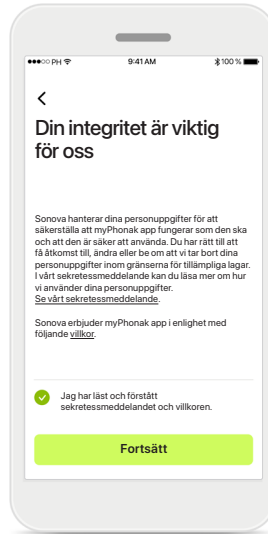 PH 9:41 AM 100 %
Din integritet är viktig
för oss
Sonova hanterar dina personuppgifter för att
säkerställa att myPhonak app fungerar som den ska
och att den är säker att använda. Du har rätt till att
få åtkomst till, ändra eller be om att vi tar bort dina
personuppgifter inom gränserna för tillämpliga lagar.
I vårt sekretessmeddelande kan du läsa mer om hur
vi använder dina personuppgifter.
Se vårt sekretessmeddelande.
Sonova erbjuder myPhonak app i enlighet med
följande villkor.
Jag har läst och förstått
sekretessmeddelandet och villkoren.
Fortsätt